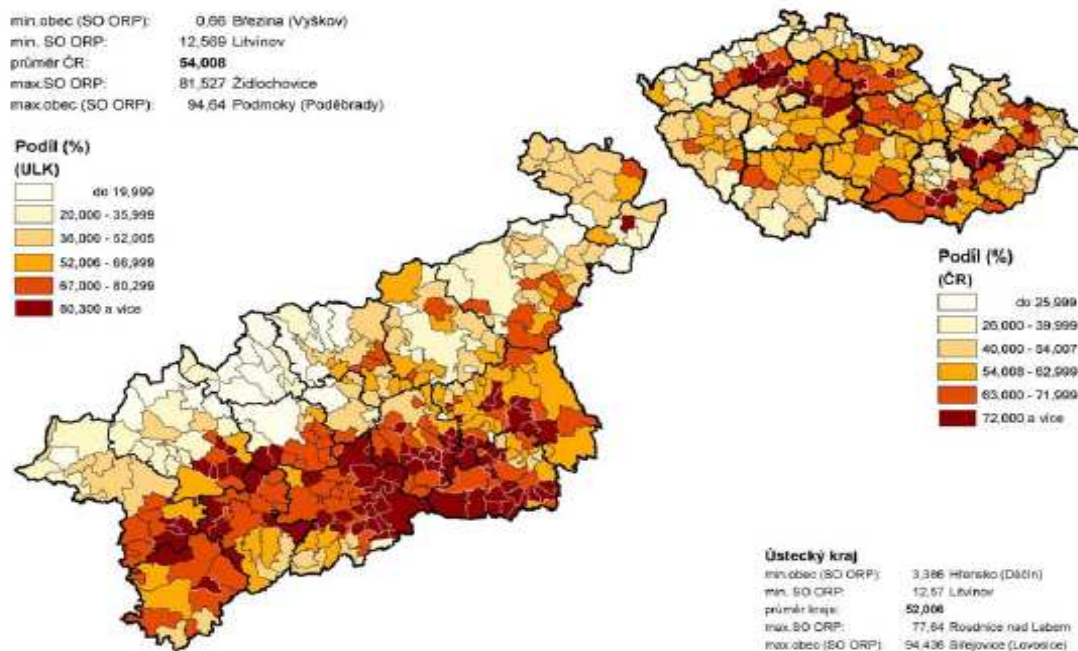 min.obec (SO ORP): 0,66 Březina (Vyškov)
min. SO ORP: 12,569 Litvínov
průměr ČR: 54,008
max.SO ORP: 81,527 Židlochovice
max.obec (SO ORP) 94,64 Podmoky (Poděbrady)
Podíl (%)
(ULK)
do 19,999
20,000 - 35,999
36,000 - 52,005
52,006 - 66,999
67,000 - 80,299
80,300 a více
Podíl (%)
(ČR)
do 25,999
26,000 - 39,999
40,000 - 54,007
54,008 - 62,999
63,000 - 71,999
72,000 a více
Ústecký kraj
min.obec (SO ORP): 3,386 Hřensko (Děčín)
min. SO ORP: 12,57 Litvínov
průměr kraje: 52,006
max.SO ORP: 77,64 Roudnice nad Labem
max.obec (SO ORP) 94,436 Siřejovice (Lovosice)